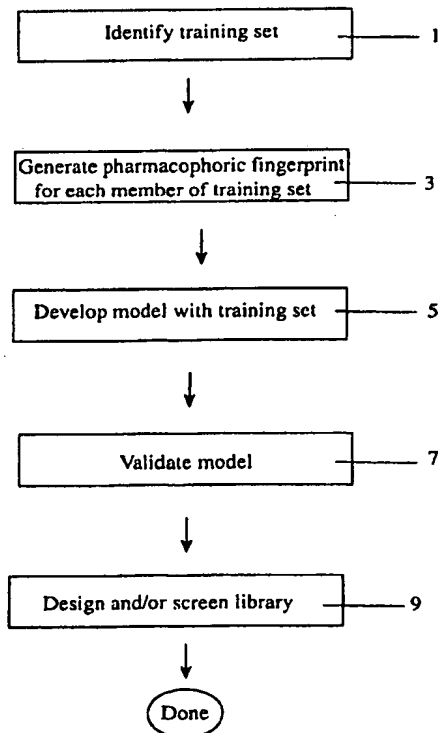 Identify training set
1
Generate pharmacophoric fingerprint
for each member of training set
3
Develop model with training set
5
Validate model
7
Design and/or screen library
9
Done